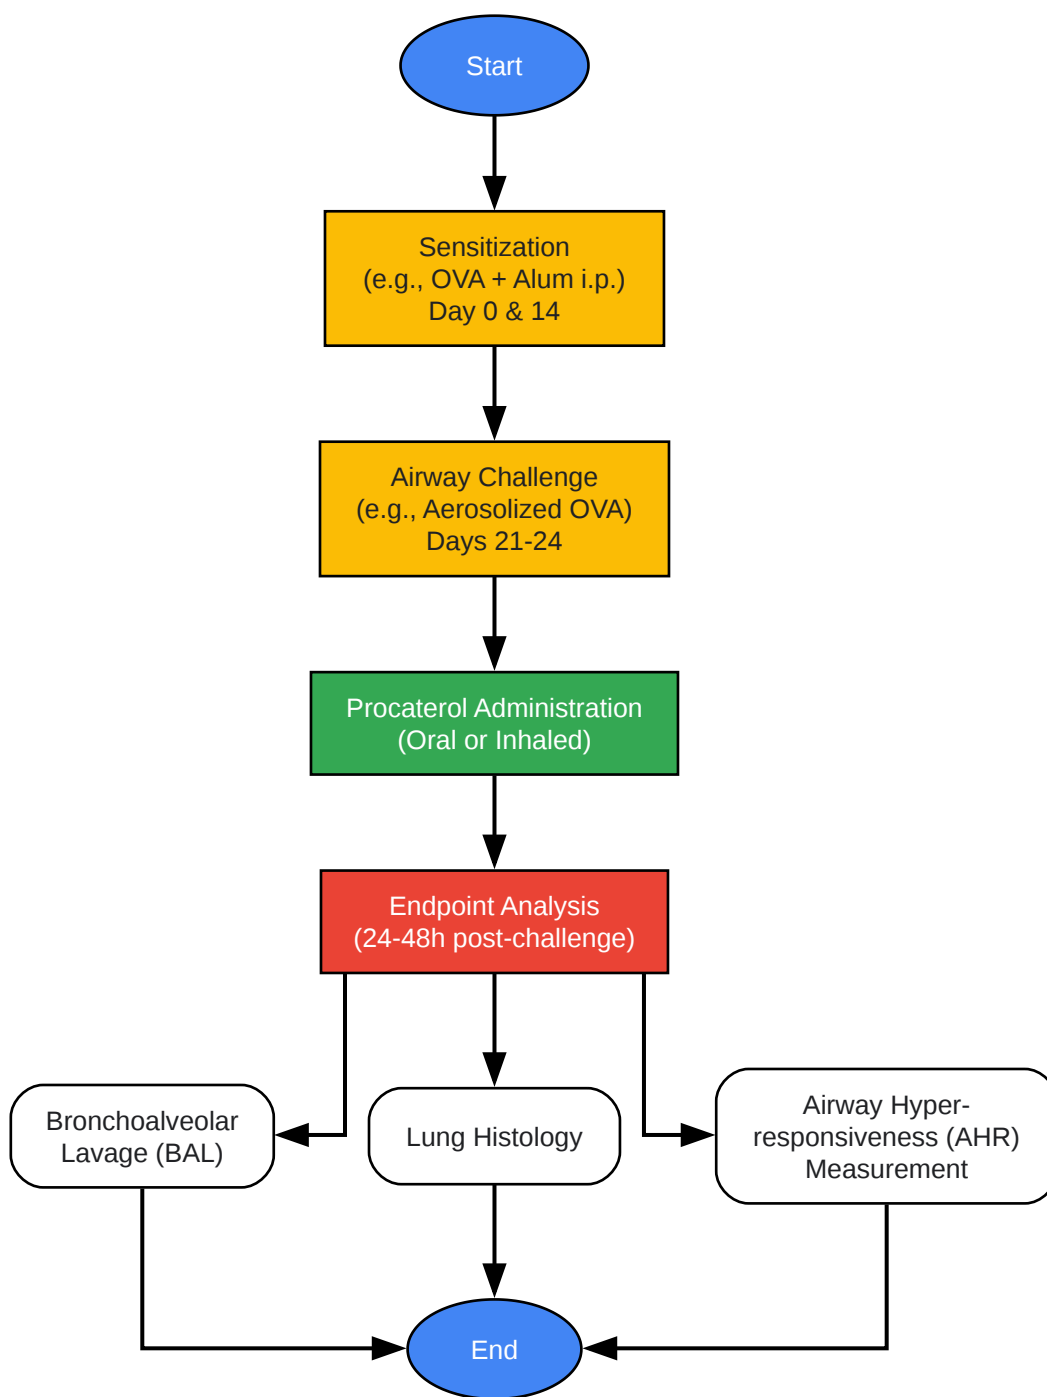 Start
Sensitization
(e.g., OVA + Alum i.p.)
Day 0 & 14
Airway Challenge
(e.g., Aerosolized OVA)
Days 21-24
Procaterol Administration
(Oral or Inhaled)
Endpoint Analysis
(24-48h post-challenge)
Bronchoalveolar
Lavage (BAL)
Lung Histology
Airway Hyper-
responsiveness (AHR)
Measurement
End